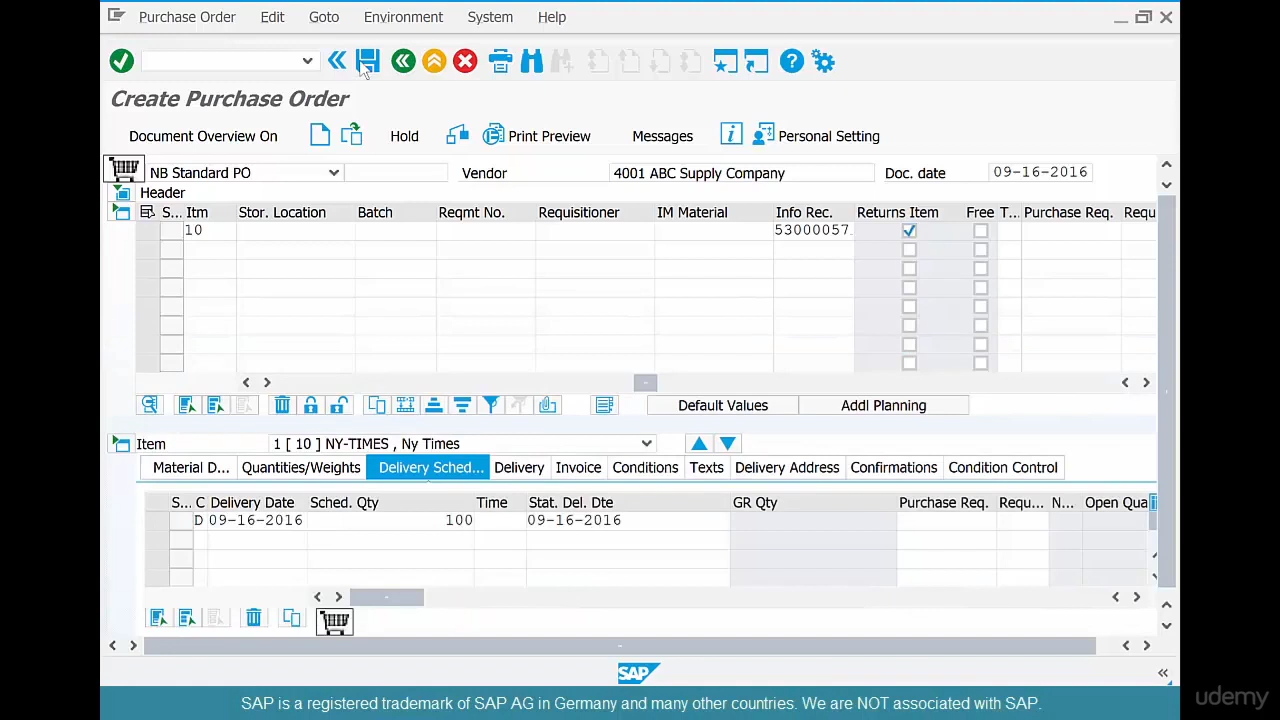 Purchase Order Edit Goto Environment System Help
Create Purchase Order
Document Overview On Hold Print Preview Messages Personal Setting
NB Standard PO Vendor 4001 ABC Supply Company Doc. date 09-16-2016
Header
S... Itm Stor. Location Batch Reqmt No. Requisitioner IM Material Info Rec. Returns Item Free T... Purchase Req. Requ
10 53000057
Default Values Addl Planning
Item 1 [ 10 ] NY-TIMES , Ny Times
Material D... Quantities/Weights Delivery Sched... Delivery Invoice Conditions Texts Delivery Address Confirmations Condition Control
S... C Delivery Date Sched. Qty Time Stat. Del. Dte GR Qty Purchase Req. Requ... N... Open Qua
D 09-16-2016 100 09-16-2016
SAP
SAP is a registered trademark of SAP AG in Germany and many other countries. We are NOT associated with SAP.
udemy